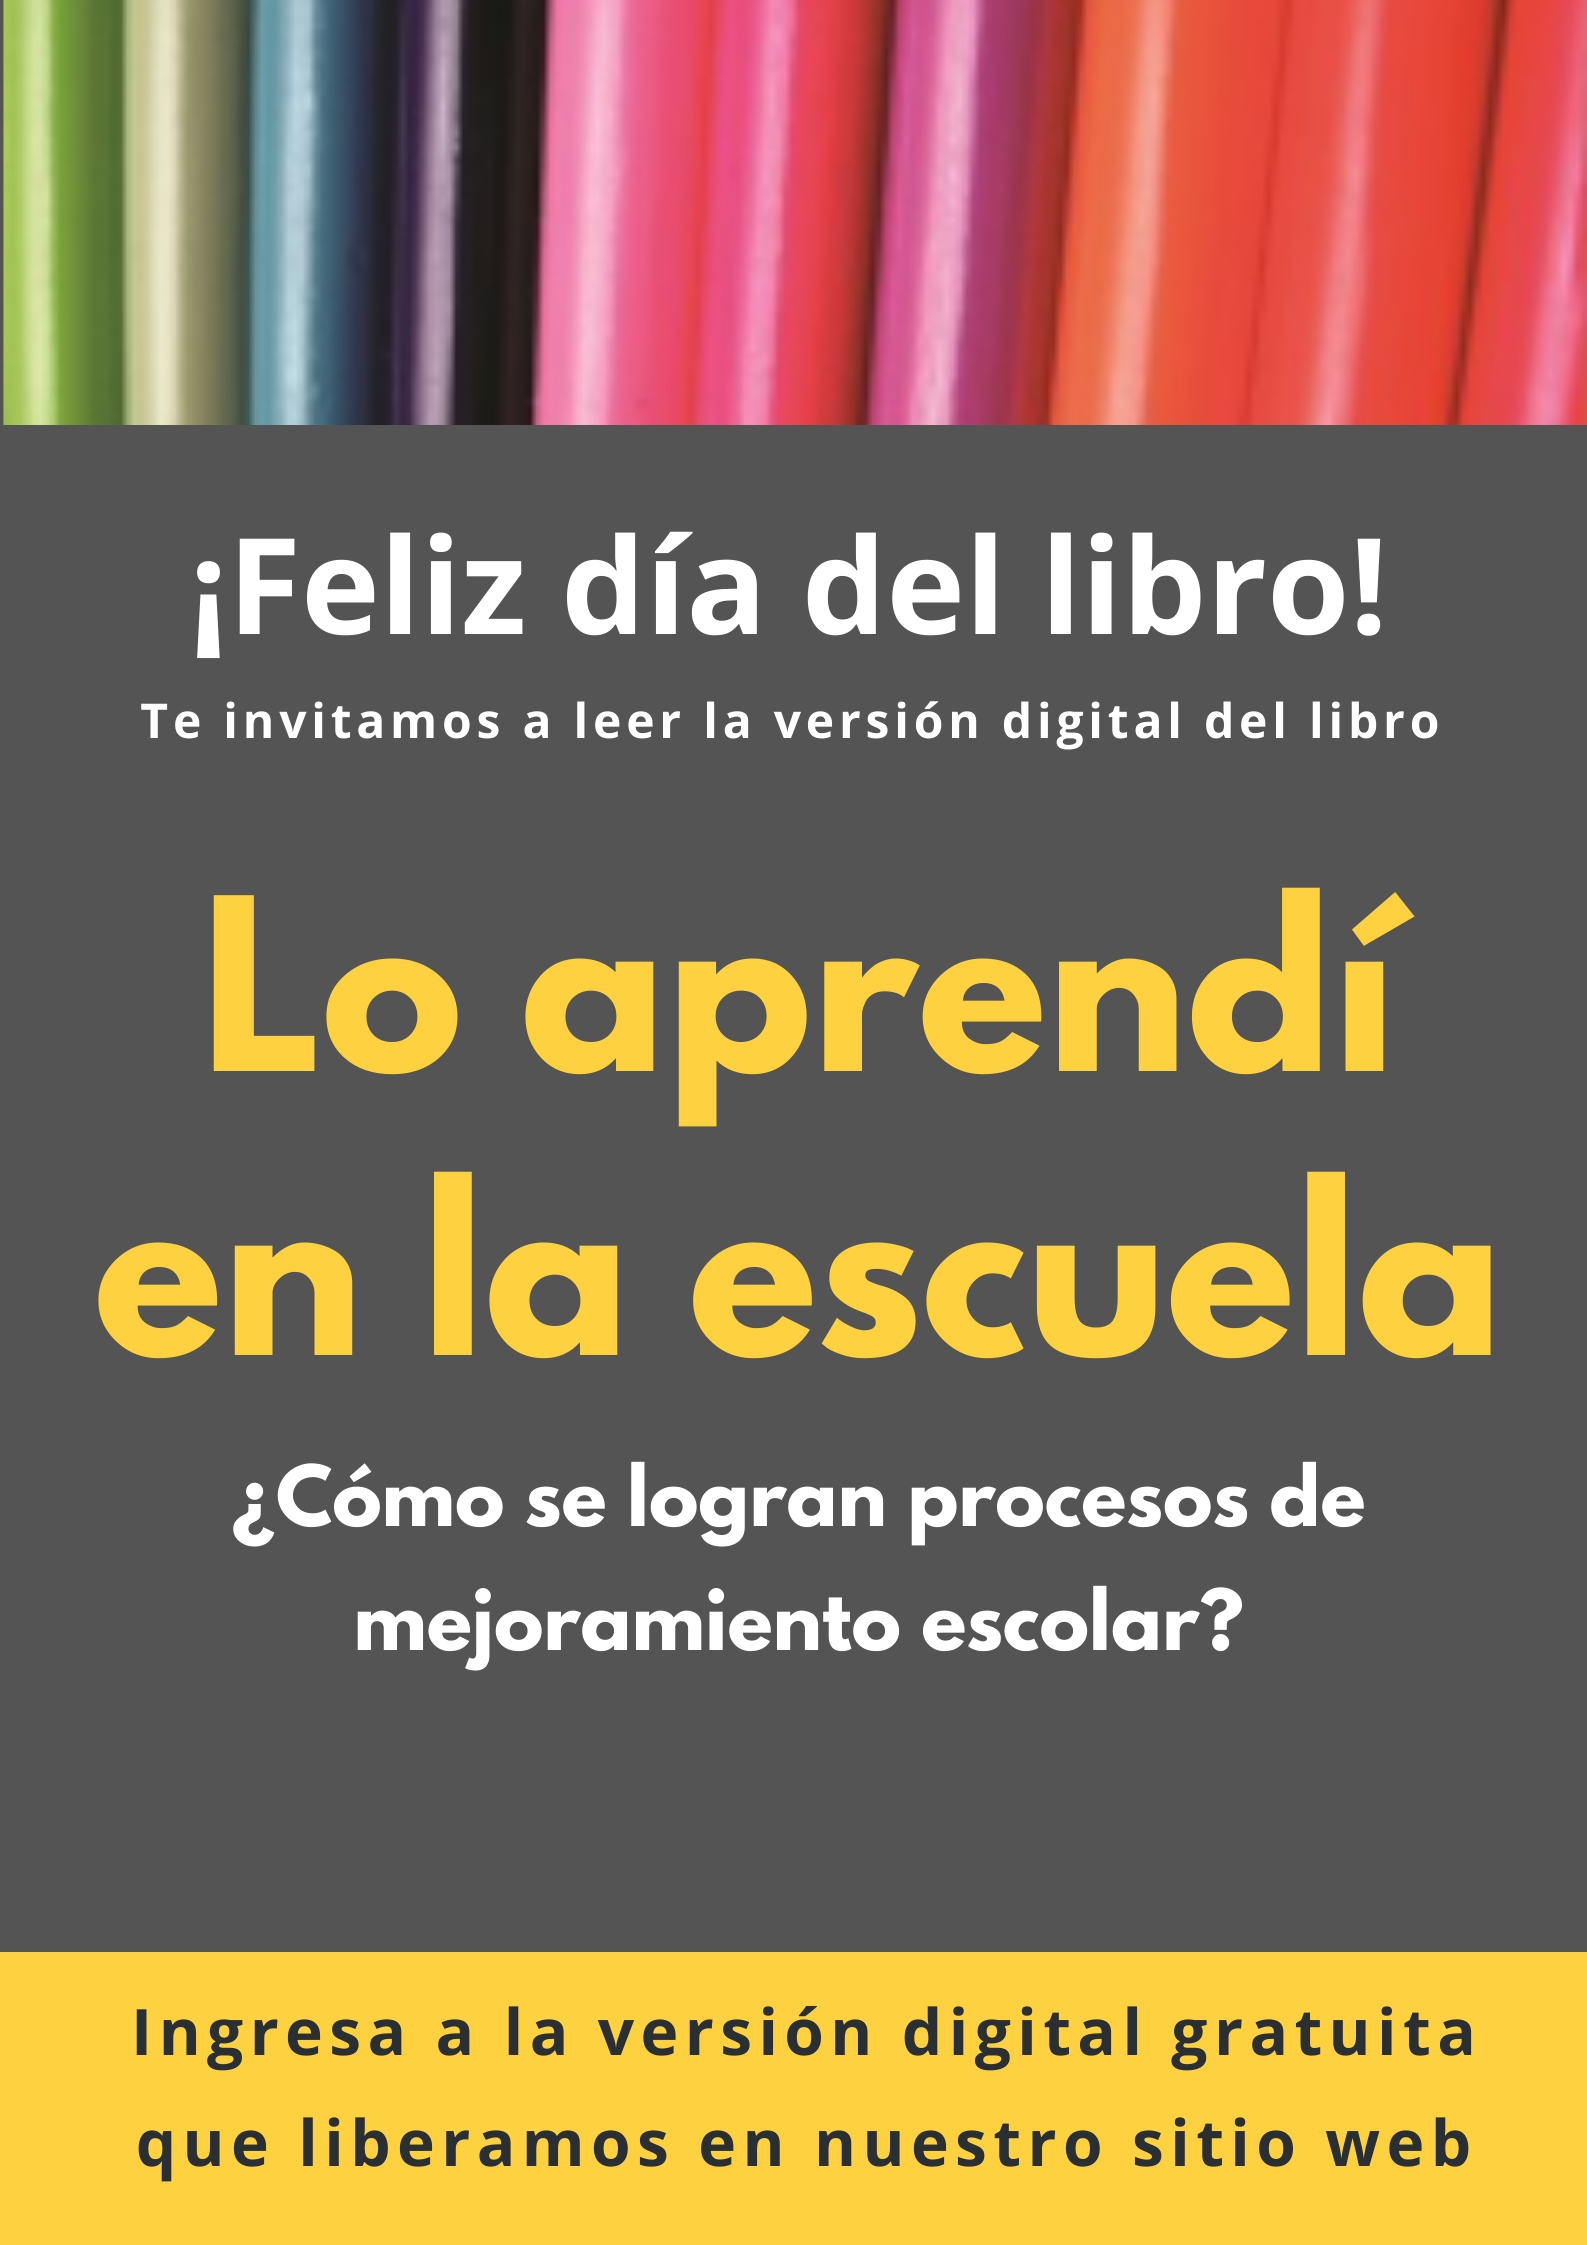 ¡Feliz día del libro!
Te invitamos a leer la versión digital del libro
Lo aprendí
en la escuela
¿Cómo se logran procesos de
mejoramiento escolar?
Ingresa a la versión digital gratuita
que liberamos en nuestro sitio web